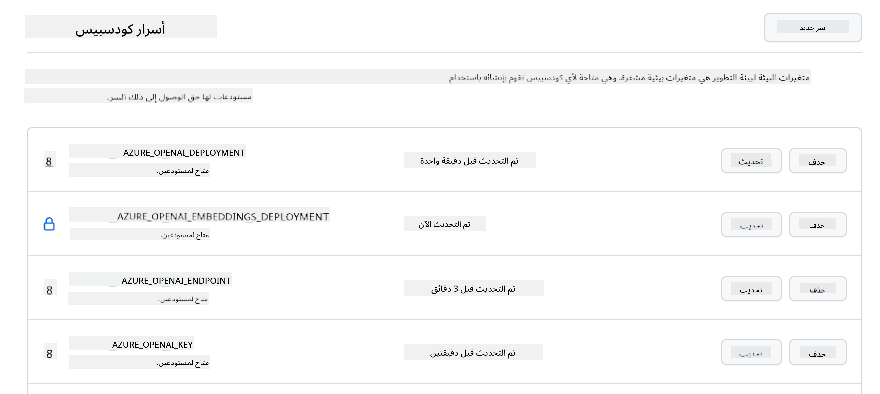 أسرار كودسبيس
سر جديد
متغيرات البيئة لبيئة التطوير هي متغيرات بيئية مشفرة. وهي متاحة لأي كودسبيس تقوم بإنشائه باستخدام
مستودعات لها حق الوصول إلى ذلك السر.
8 AZURE_OPENAI_DEPLOYMENT تم التحديث قبل دقيقة واحدة تحديث حذف
متاح لمستودعين.
AZURE_OPENAI_EMBEDDINGS_DEPLOYMENT تم التحديث الآن تحديث حذف
متاح لمستودعين.
8 AZURE_OPENAI_ENDPOINT تم التحديث قبل 3 دقائق تحديث حذف
متاح لمستودعين.
8 AZURE_OPENAI_KEY تم التحديث قبل دقيقتين تحديث حذف
متاح لمستودعين.